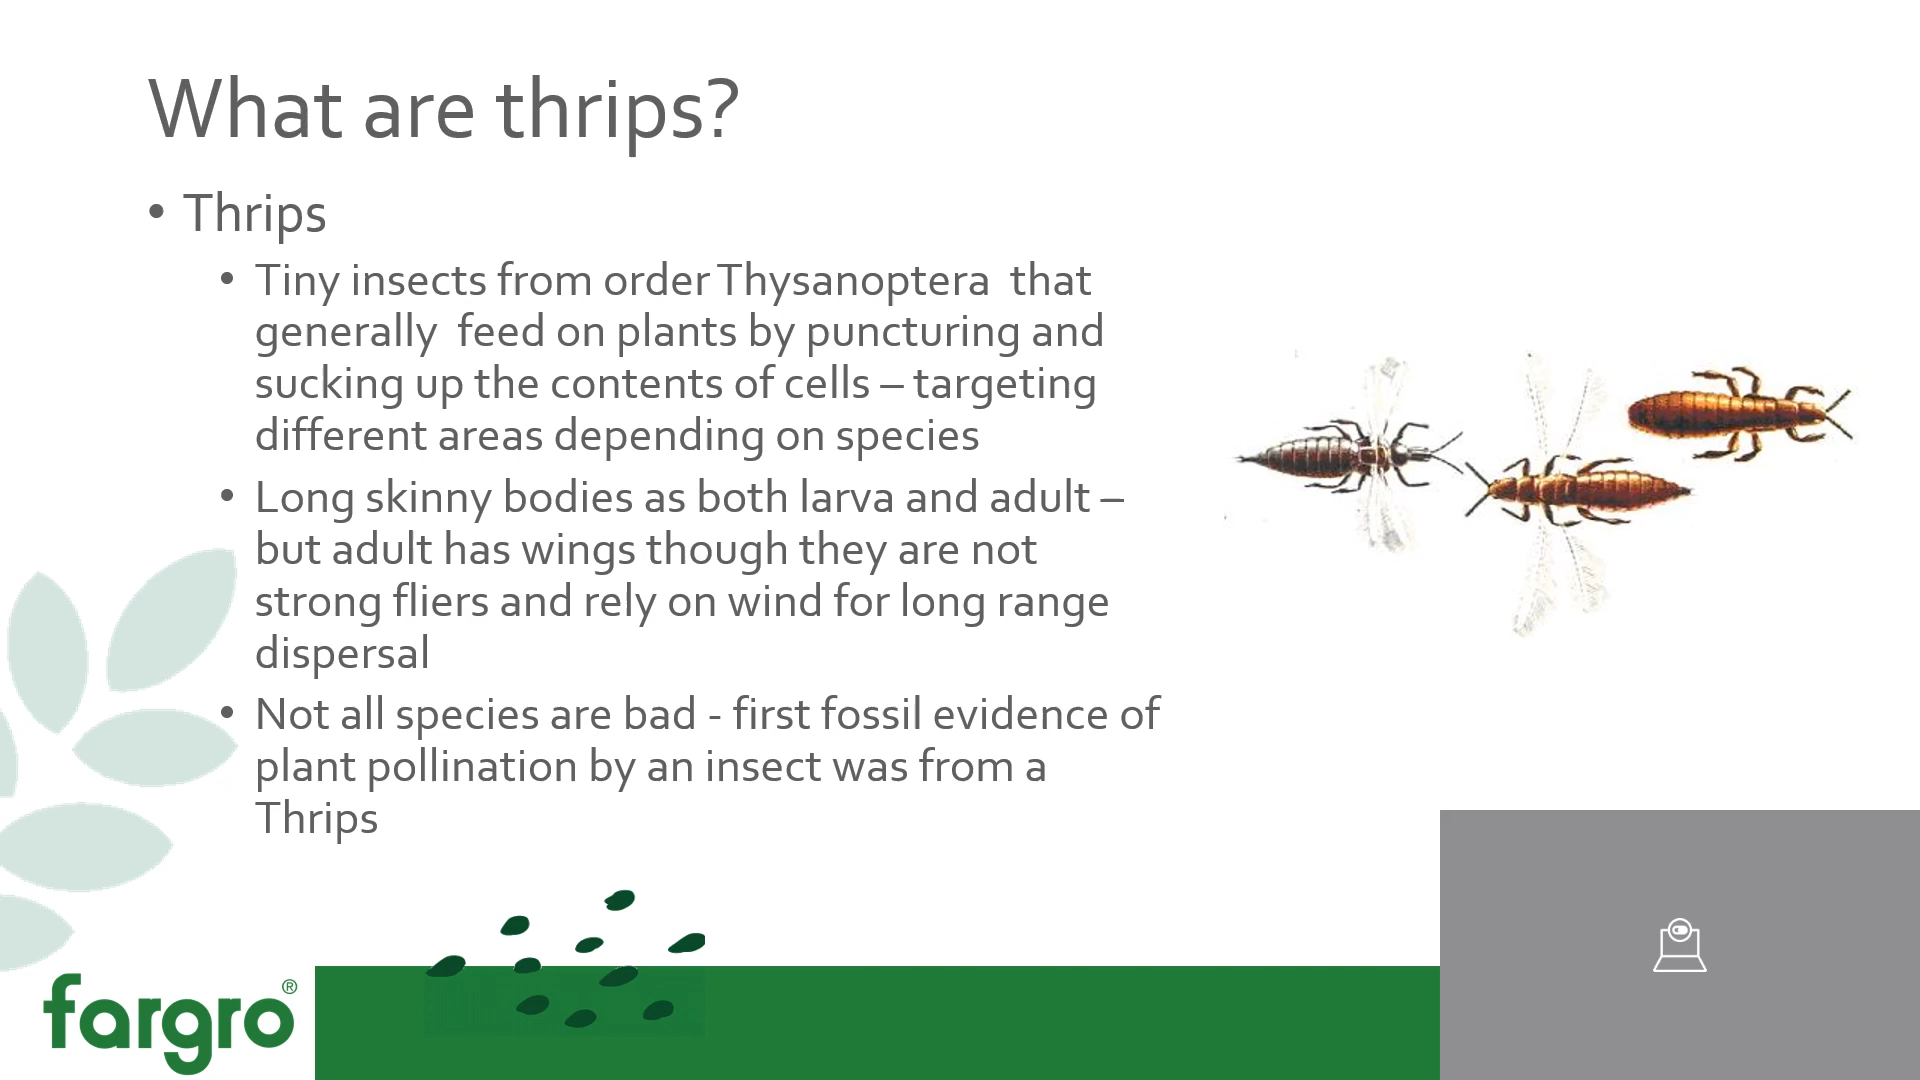 What are thrips?
• Thrips
• Tiny insects from order Thysanoptera  that
generally  feed on plants by puncturing and
sucking up the contents of cells – targeting
different areas depending on species
• Long skinny bodies as both larva and adult –
but adult has wings though they are not
strong fliers and rely on wind for long range
dispersal
• Not all species are bad - first fossil evidence of
plant pollination by an insect was from a
Thrips
fargro®